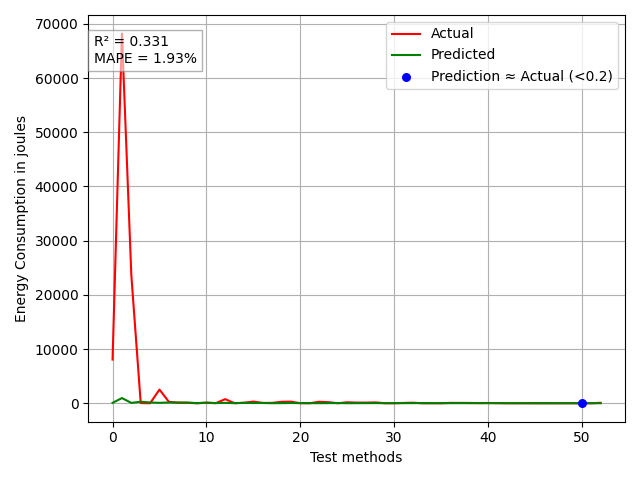 R² = 0.331
MAPE = 1.93%
Actual
Predicted
Prediction ≈ Actual (<0.2)
Energy Consumption in joules
70000
60000
50000
40000
30000
20000
10000
0
0 10 20 30 40 50
Test methods